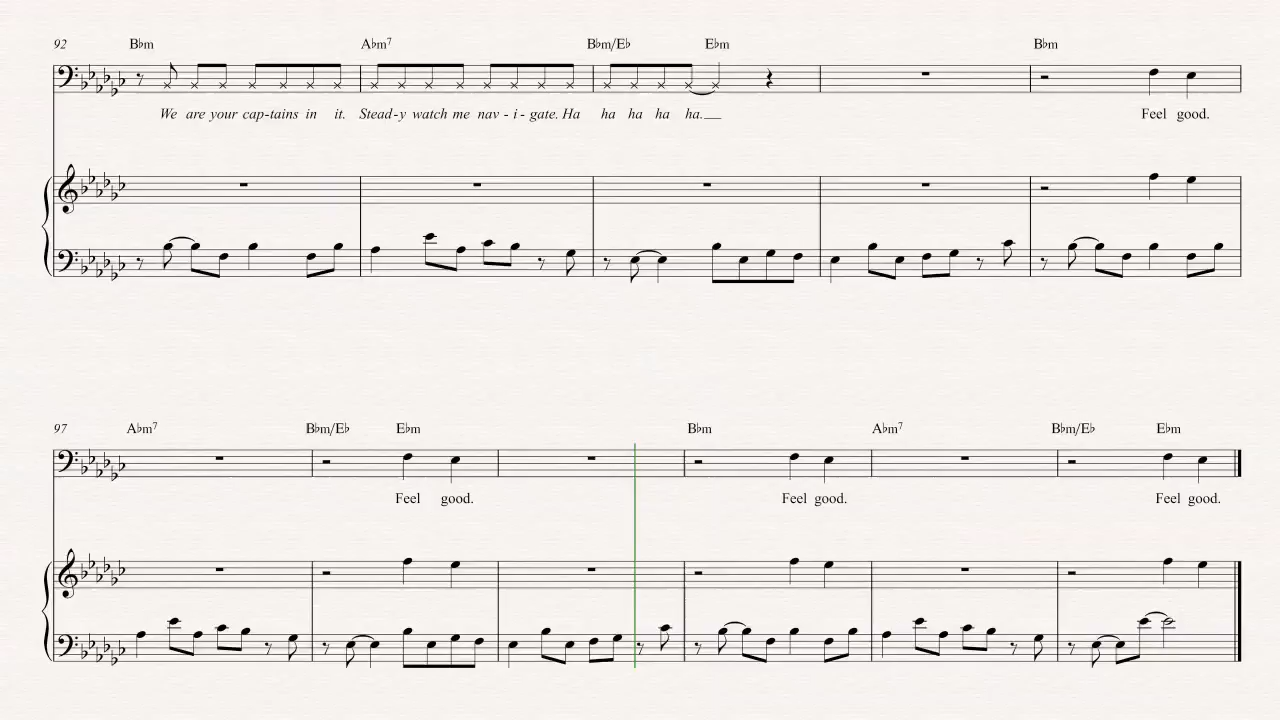 92 B♭m A♭m7 B♭m/E♭ E♭m B♭m
We are your cap-tains in it. Stead-y watch me nav - i - gate. Ha ha ha ha ha.__ Feel good.
97 A♭m7 B♭m/E♭ E♭m B♭m A♭m7 B♭m/E♭ E♭m
Feel good. Feel good. Feel good.